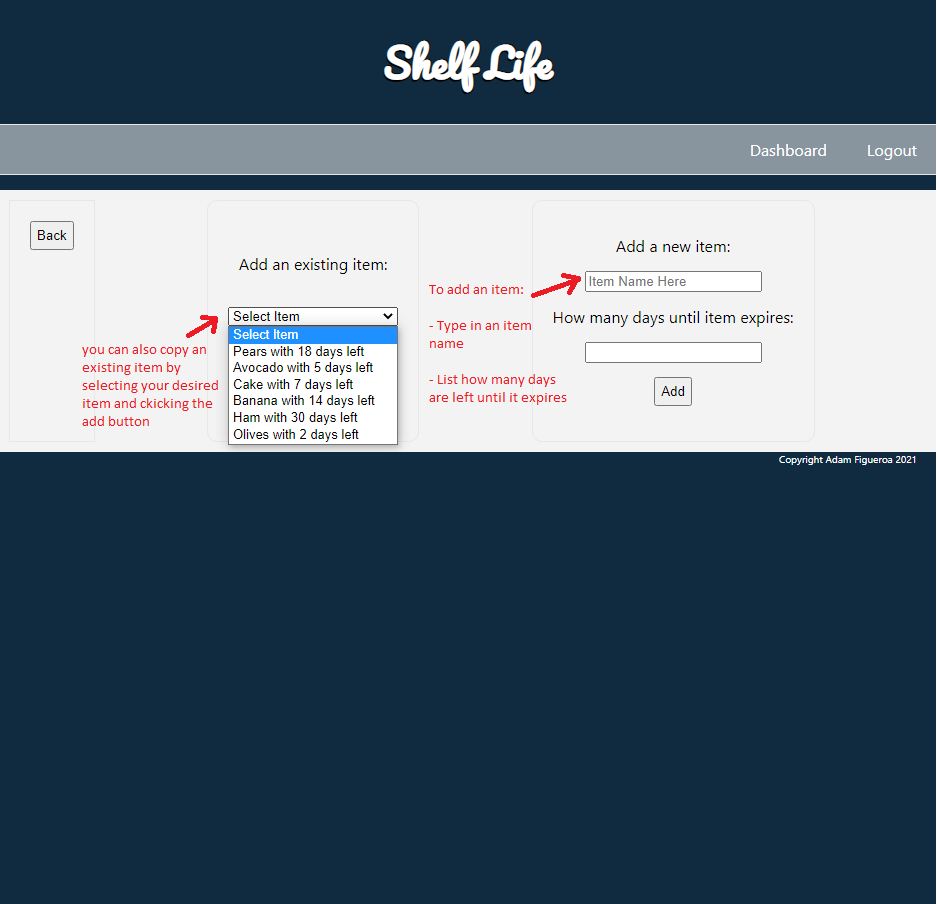 Shelf Life
Dashboard
Logout
Back
Add an existing item:
Select Item
Select Item
Pears with 18 days left
Avocado with 5 days left
Cake with 7 days left
Banana with 14 days left
Ham with 30 days left
Olives with 2 days left
you can also copy an
existing item by
selecting your desired
item and ckicking the
add button
To add an item:
- Type in an item
name
- List how many days
are left until it expires
Add a new item:
Item Name Here
How many days until item expires:
Add
Copyright Adam Figueroa 2021